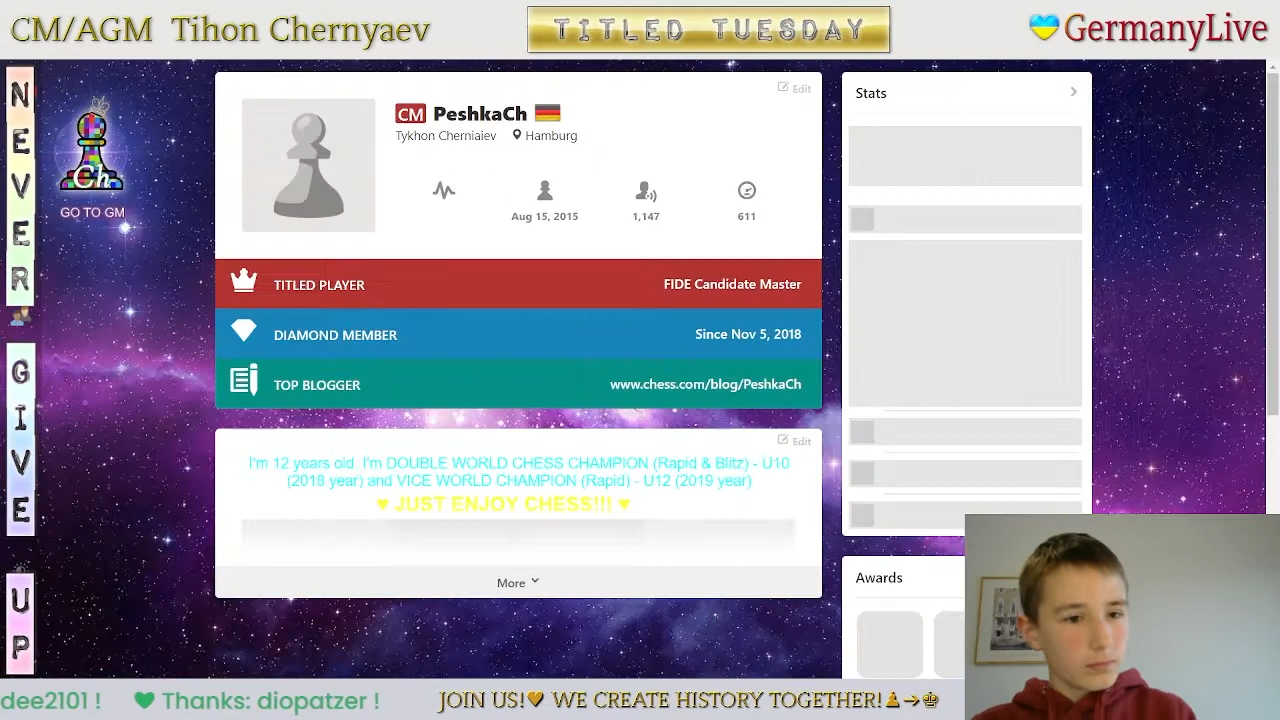 CM/AGM Tihon Chernyaev
TITLED TUESDAY
GermanyLive
NEVER
GIVE
UP
Ch
GO TO GM
Edit
CM PeshkaCh
Tykhon Cherniaiev Hamburg
Aug 15, 2015
1,147
611
TITLED PLAYER
FIDE Candidate Master
DIAMOND MEMBER
Since Nov 5, 2018
TOP BLOGGER
www.chess.com/blog/PeshkaCh
Edit
I'm 12 years old. I'm DOUBLE WORLD CHESS CHAMPION (Rapid & Blitz) - U10
(2018 year) and VICE WORLD CHAMPION (Rapid) - U12 (2019 year)
♥ JUST ENJOY CHESS!!! ♥
More
Stats
Awards
dee2101 !
Thanks: diopatzer !
JOIN US! WE CREATE HISTORY TOGETHER!